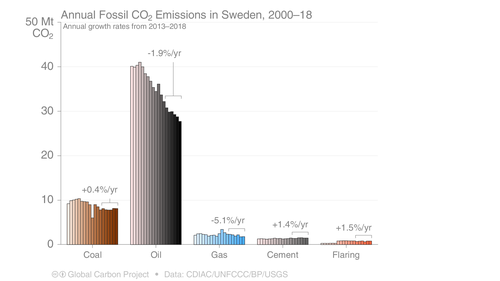 Annual Fossil CO₂ Emissions in Sweden, 2000–18
50 Mt
CO₂
Annual growth rates from 2013–2018
-1.9%/yr
40
30
20
+0.4%/yr
10
-5.1%/yr
+1.4%/yr
+1.5%/yr
0
Coal Oil Gas Cement Flaring
Global Carbon Project • Data: CDIAC/UNFCCC/BP/USGS